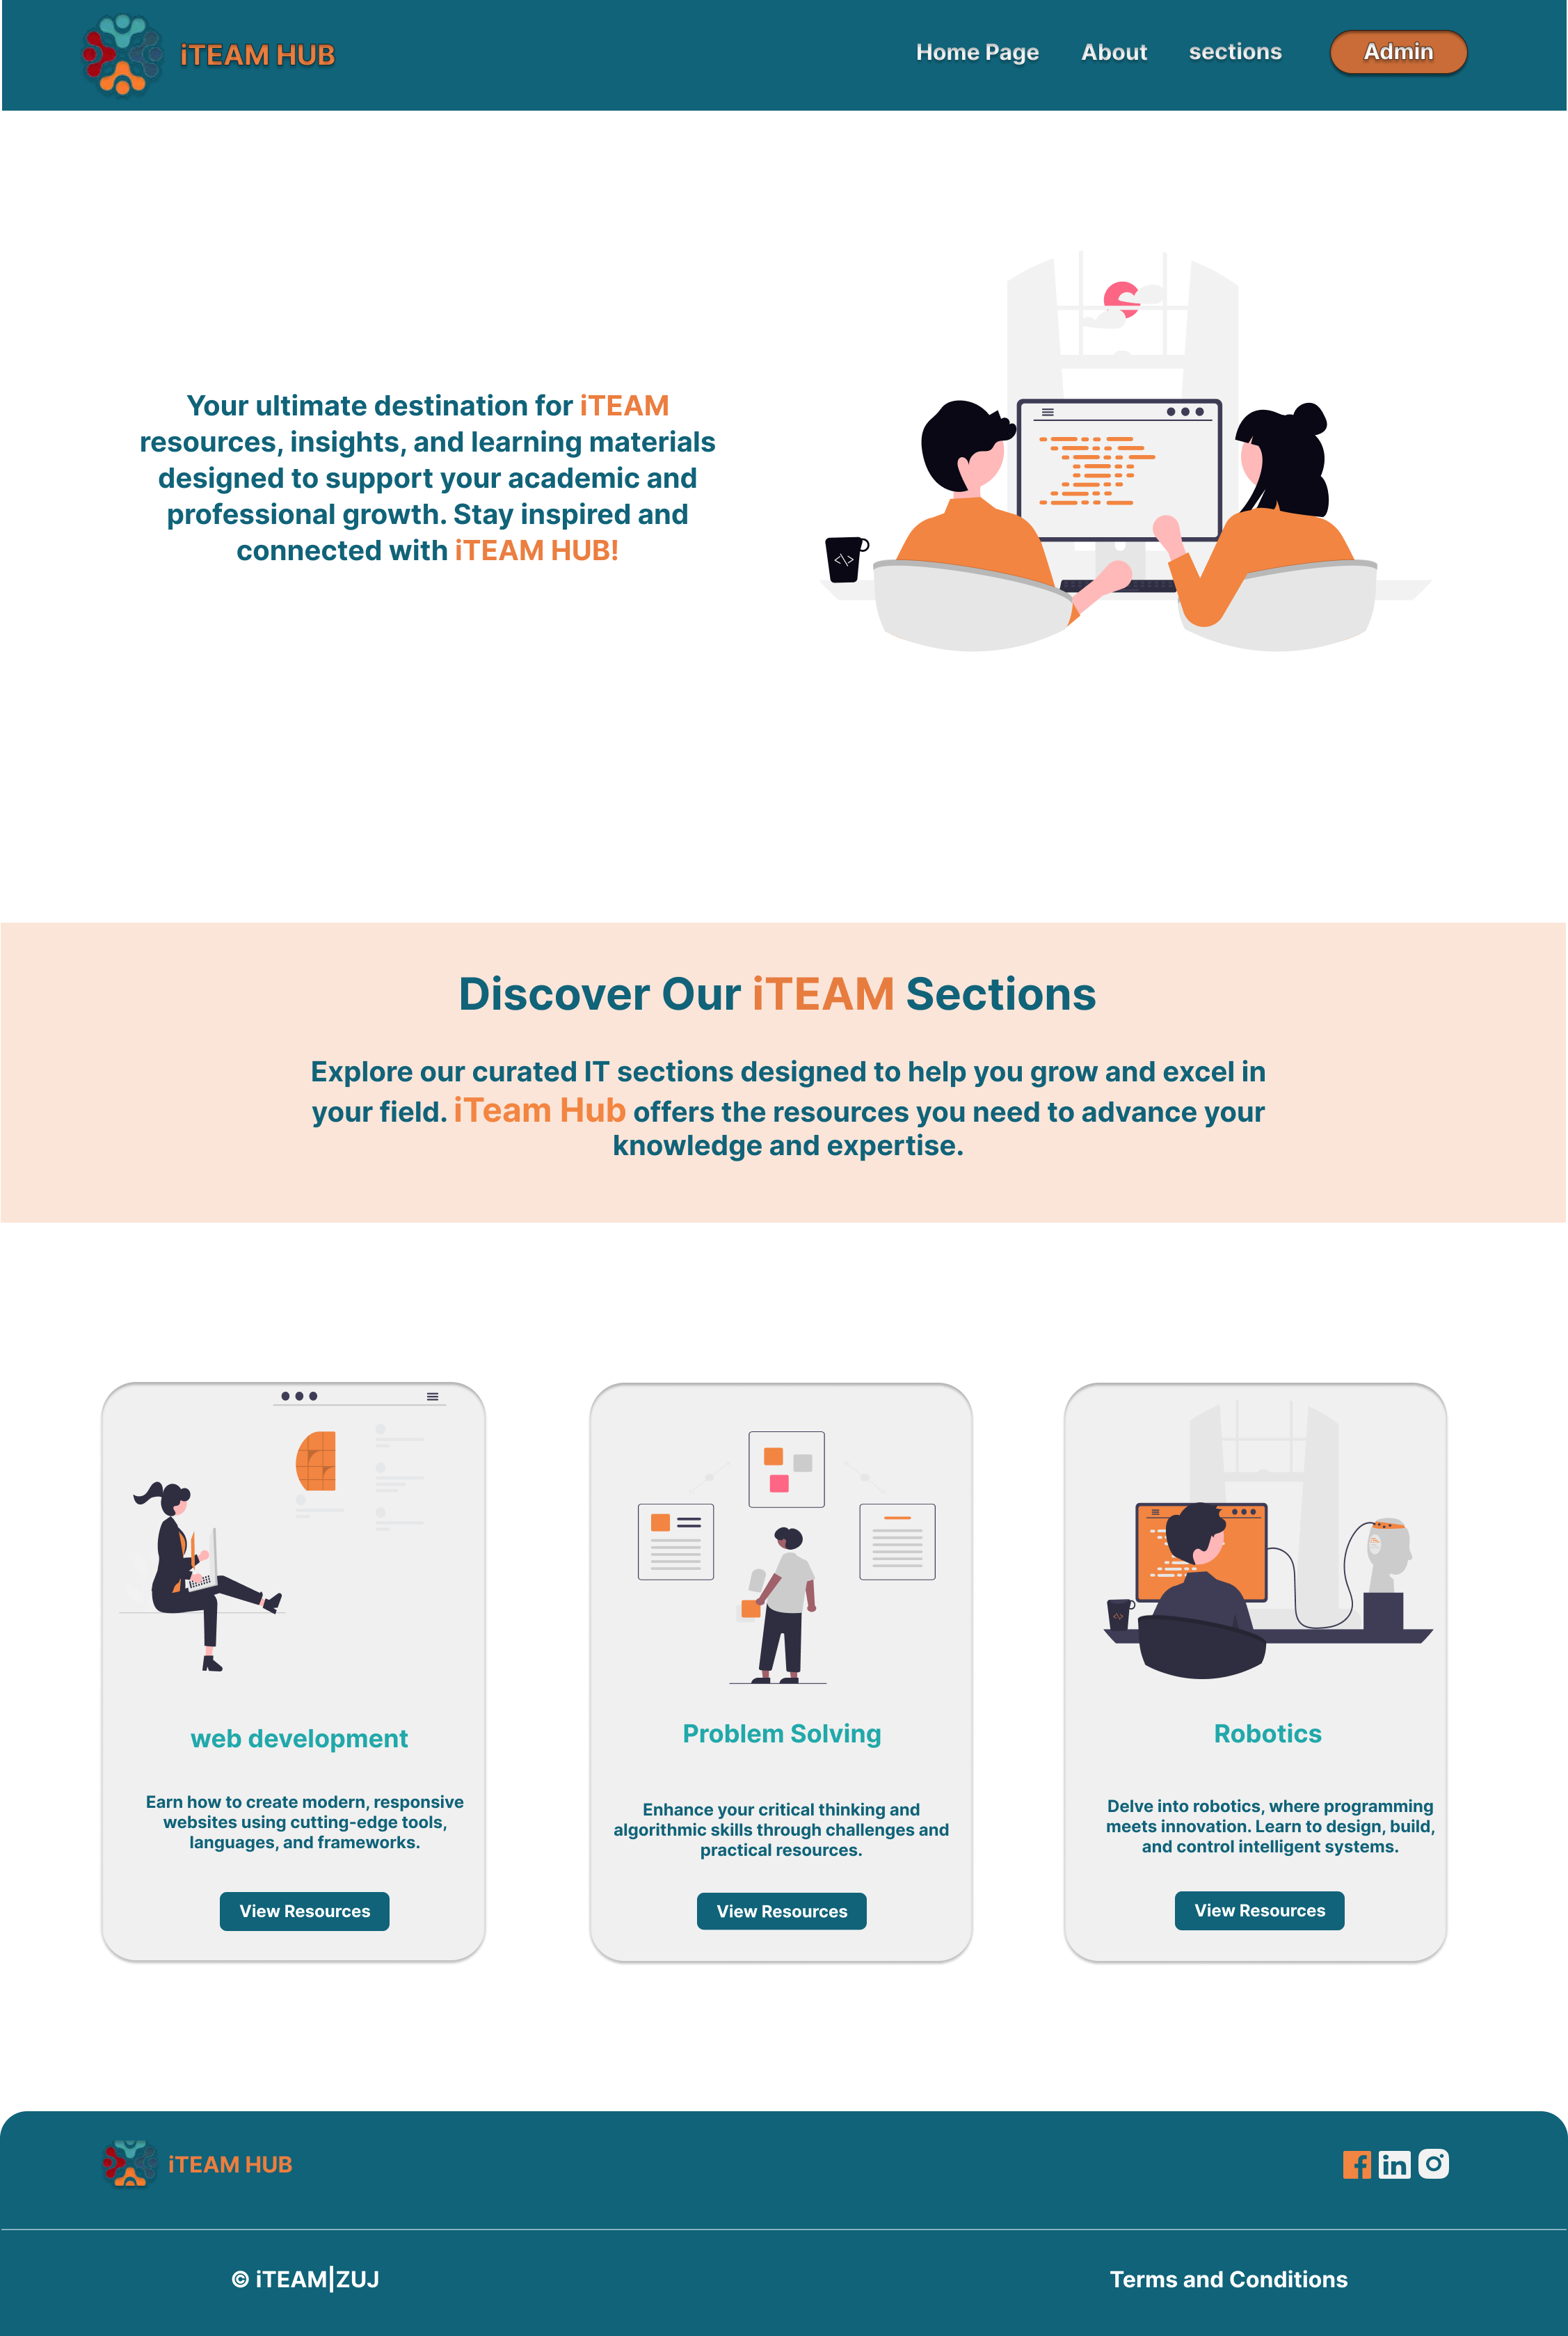 iTEAM HUB
Home Page
About
sections
Admin
Your ultimate destination for iTEAM
resources, insights, and learning materials
designed to support your academic and
professional growth. Stay inspired and
connected with iTEAM HUB!
Discover Our iTEAM Sections
Explore our curated IT sections designed to help you grow and excel in
your field. iTeam Hub offers the resources you need to advance your
knowledge and expertise.
web development
Earn how to create modern, responsive
websites using cutting-edge tools,
languages, and frameworks.
View Resources
Problem Solving
Enhance your critical thinking and
algorithmic skills through challenges and
practical resources.
View Resources
Robotics
Delve into robotics, where programming
meets innovation. Learn to design, build,
and control intelligent systems.
View Resources
iTEAM HUB
© iTEAM|ZUJ
Terms and Conditions